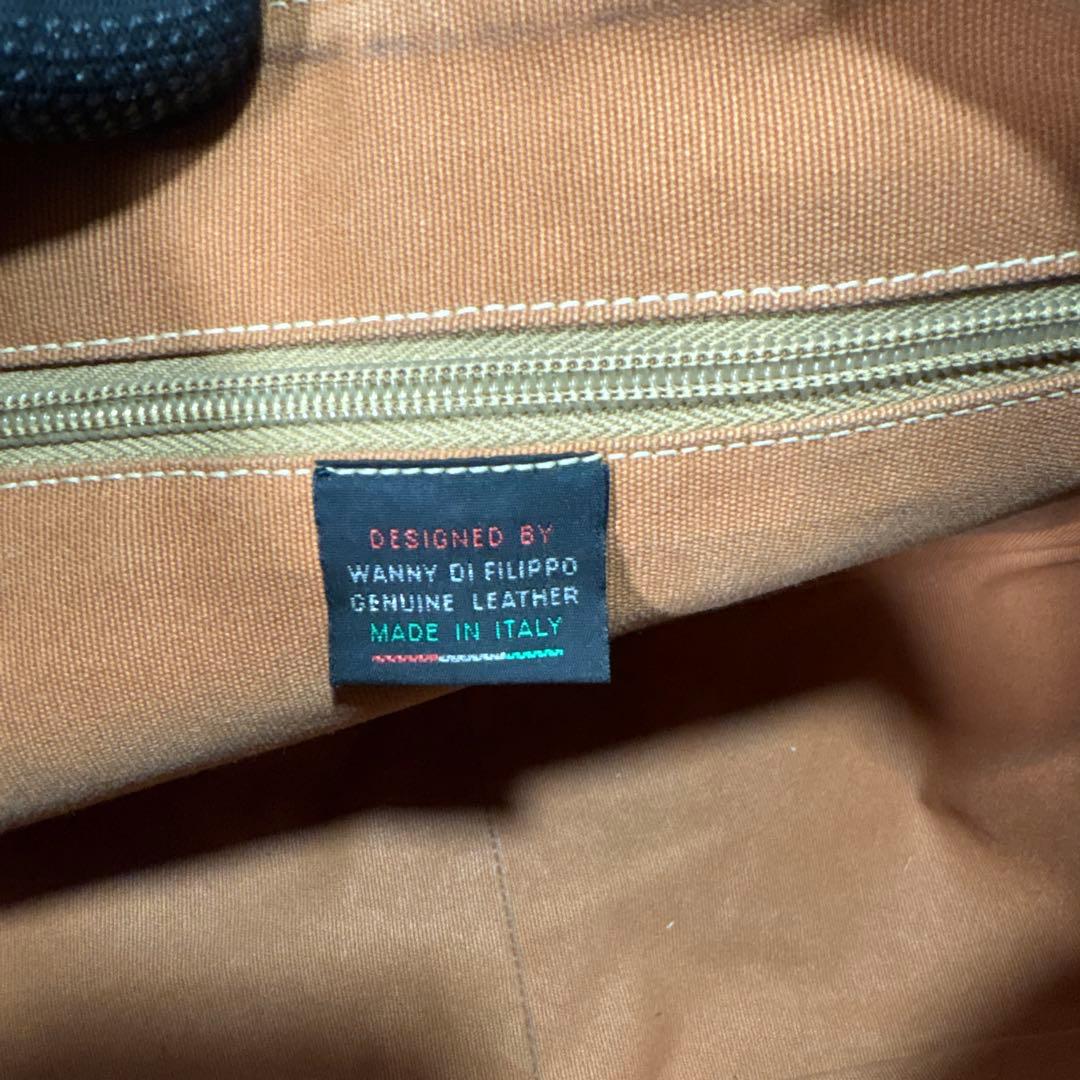 DESIGNED BY
WANNY DI FILIPPO
GENUINE LEATHER
MADE IN ITALY